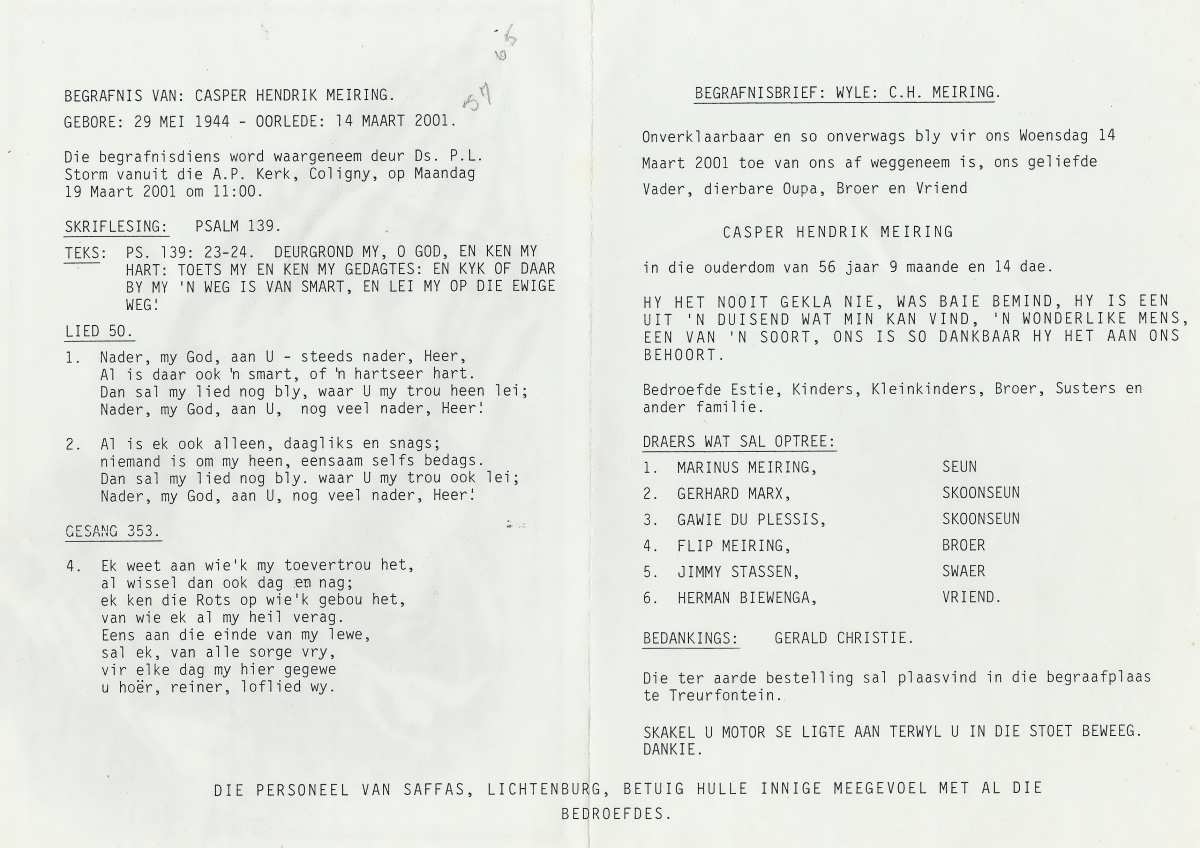 BEGRAFNIS VAN: CASPER HENDRIK MEIRING.
GEBORE: 29 MEI 1944 - OORLEDE: 14 MAART 2001.
Die begrafnisdiens word waargeneem deur Ds. P.L.
Storm vanuit die A.P. Kerk, Coligny, op Maandag
19 Maart 2001 om 11:00.
SKRIFLESING: PSALM 139.
TEKS: PS. 139: 23-24. DEURGROND MY, O GOD, EN KEN MY
HART: TOETS MY EN KEN MY GEDAGTES: EN KYK OF DAAR
BY MY 'N WEG IS VAN SMART, EN LEI MY OP DIE EWIGE
WEG!
LIED 50.
1. Nader, my God, aan U - steeds nader, Heer,
Al is daar ook 'n smart, of 'n hartseer hart.
Dan sal my lied nog bly, waar U my trou heen lei;
Nader, my God, aan U, nog veel nader, Heer!
2. Al is ek ook alleen, daagliks en snags;
niemand is om my heen, eensaam selfs bedags.
Dan sal my lied nog bly. waar U my trou ook lei;
Nader, my God, aan U, nog veel nader, Heer!
GESANG 353.
4. Ek weet aan wie'k my toevertrou het,
al wissel dan ook dag en nag;
ek ken die Rots op wie'k gebou het,
van wie ek al my heil verag.
Eens aan die einde van my lewe,
sal ek, van alle sorge vry,
vir elke dag my hier gegewe
u hoër, reiner, loflied wy.
57
BEGRAFNISBRIEF: WYLE: C.H. MEIRING.
Onverklaarbaar en so onverwags bly vir ons Woensdag 14
Maart 2001 toe van ons af weggeneem is, ons geliefde
Vader, dierbare Oupa, Broer en Vriend
CASPER HENDRIK MEIRING
in die ouderdom van 56 jaar 9 maande en 14 dae.
HY HET NOOIT GEKLA NIE, WAS BAIE BEMIND, HY IS EEN
UIT 'N DUISEND WAT MIN KAN VIND, 'N WONDERLIKE MENS,
EEN VAN 'N SOORT, ONS IS SO DANKBAAR HY HET AAN ONS
BEHOORT.
Bedroefde Estie, Kinders, Kleinkinders, Broer, Susters en
ander familie.
DRAERS WAT SAL OPTREE:
1. MARINUS MEIRING, SEUN
2. GERHARD MARX, SKOONSEUN
3. GAWIE DU PLESSIS, SKOONSEUN
4. FLIP MEIRING, BROER
5. JIMMY STASSEN, SWAER
6. HERMAN BIEWENGA, VRIEND.
BEDANKINGS: GERALD CHRISTIE.
Die ter aarde bestelling sal plaasvind in die begraafplaas
te Treurfontein.
SKAKEL U MOTOR SE LIGTE AAN TERWYL U IN DIE STOET BEWEEG.
DANKIE.
DIE PERSONEEL VAN SAFFAS, LICHTENBURG, BETUIG HULLE INNIGE MEEGEVOEL MET AL DIE
BEDROEFDES.